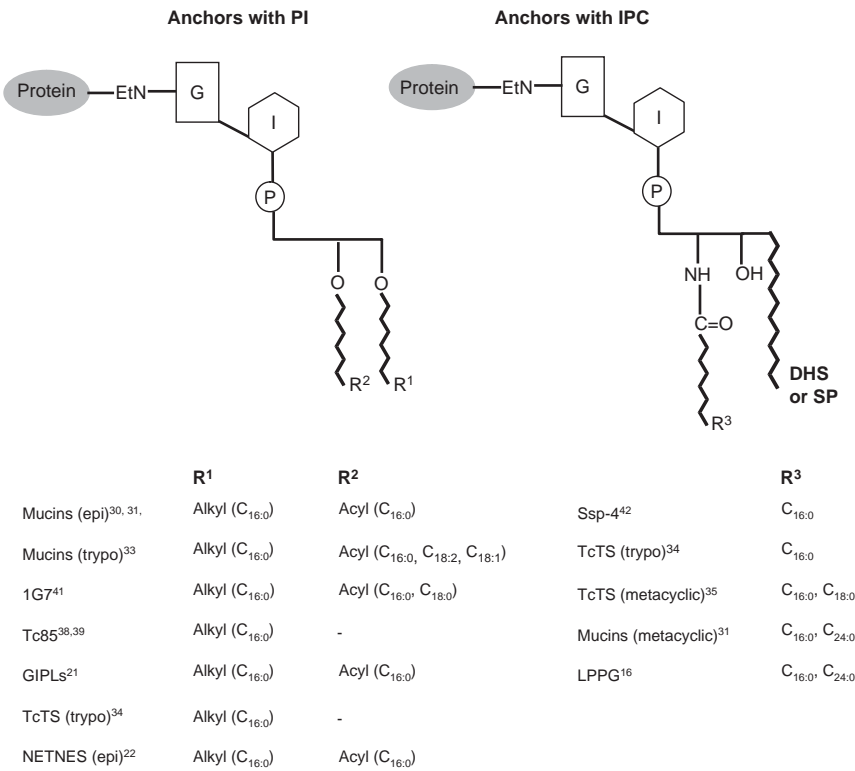 Anchors with PI Anchors with IPC
Protein EtN G I P O O R² R¹
Protein EtN G I P NH OH C=O R³
DHS
or SP
R¹ R² R³
Mucins (epi)³⁰, ³¹, Alkyl (C₁₆:₀) Acyl (C₁₆:₀) Ssp-4⁴² C₁₆:₀
Mucins (trypo)³³ Alkyl (C₁₆:₀) Acyl (C₁₆:₀, C₁₈:₂, C₁₈:₁) TcTS (trypo)³⁴ C₁₆:₀
1G7⁴¹ Alkyl (C₁₆:₀) Acyl (C₁₆:₀, C₁₈:₀) TcTS (metacyclic)³⁵ C₁₆:₀, C₁₈:₀
Tc85³⁸,³⁹ Alkyl (C₁₆:₀) - Mucins (metacyclic)³¹ C₁₆:₀, C₂₄:₀
GIPLs²¹ Alkyl (C₁₆:₀) Acyl (C₁₆:₀) LPPG¹⁶ C₁₆:₀, C₂₄:₀
TcTS (trypo)³⁴ Alkyl (C₁₆:₀) -
NETNES (epi)²² Alkyl (C₁₆:₀) Acyl (C₁₆:₀)